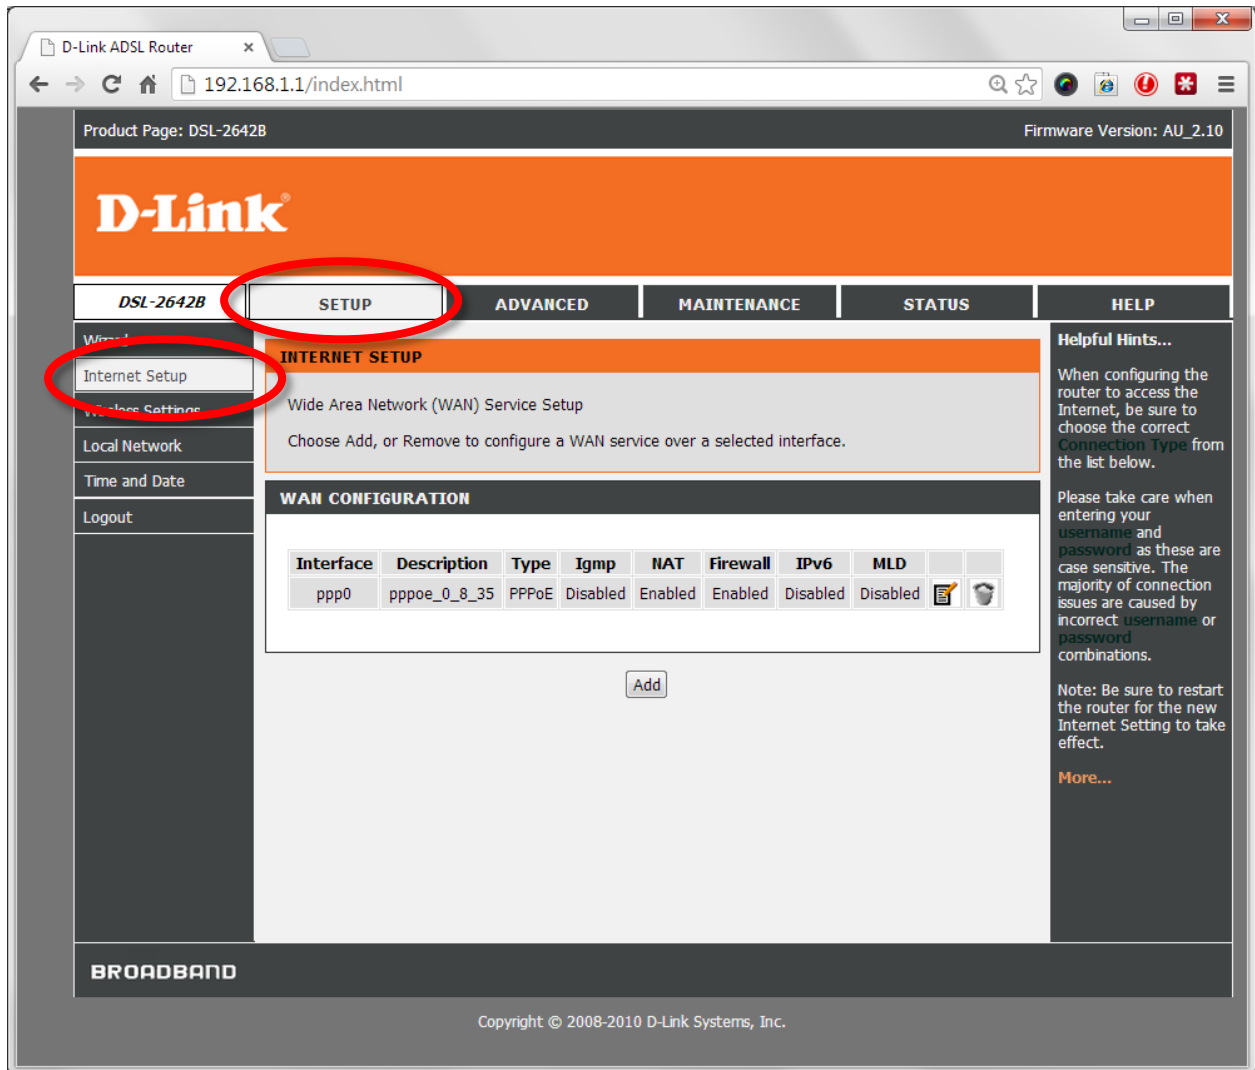 D-Link ADSL Router
192.168.1.1/index.html
Product Page: DSL-2642B
Firmware Version: AU_2.10
D-Link®
DSL-2642B
SETUP
ADVANCED
MAINTENANCE
STATUS
HELP
Wizard
Internet Setup
Wireless Settings
Local Network
Time and Date
Logout
INTERNET SETUP
Wide Area Network (WAN) Service Setup
Choose Add, or Remove to configure a WAN service over a selected interface.
WAN CONFIGURATION
Interface Description Type Igmp NAT Firewall IPv6 MLD
ppp0 pppoe_0_8_35 PPPoE Disabled Enabled Enabled Disabled Disabled
Add
Helpful Hints...
When configuring the
router to access the
Internet, be sure to
choose the correct
Connection Type from
the list below.
Please take care when
entering your
username and
password as these are
case sensitive. The
majority of connection
issues are caused by
incorrect username or
password
combinations.
Note: Be sure to restart
the router for the new
Internet Setting to take
effect.
More...
BROADBAND
Copyright © 2008-2010 D-Link Systems, Inc.